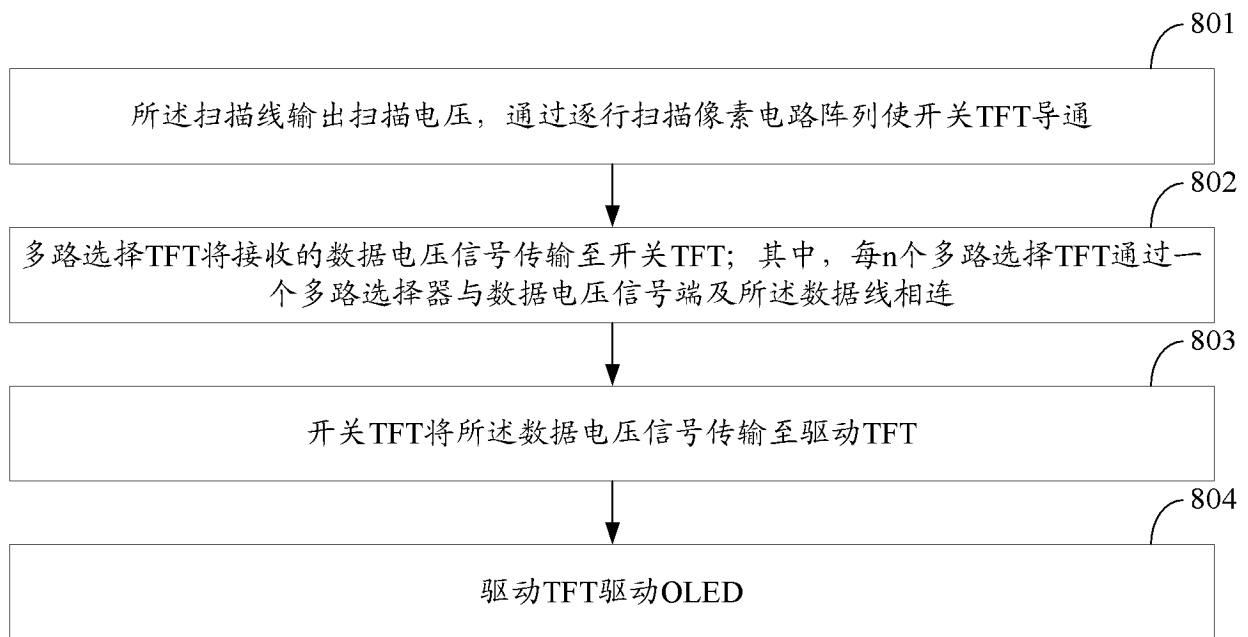 801
所述扫描线输出扫描电压，通过逐行扫描像素电路阵列使开关TFT导通
802
多路选择TFT将接收的数据电压信号传输至开关TFT；其中，每n个多路选择TFT通过一
个多路选择器与数据电压信号端及所述数据线相连
803
开关TFT将所述数据电压信号传输至驱动TFT
804
驱动TFT驱动OLED